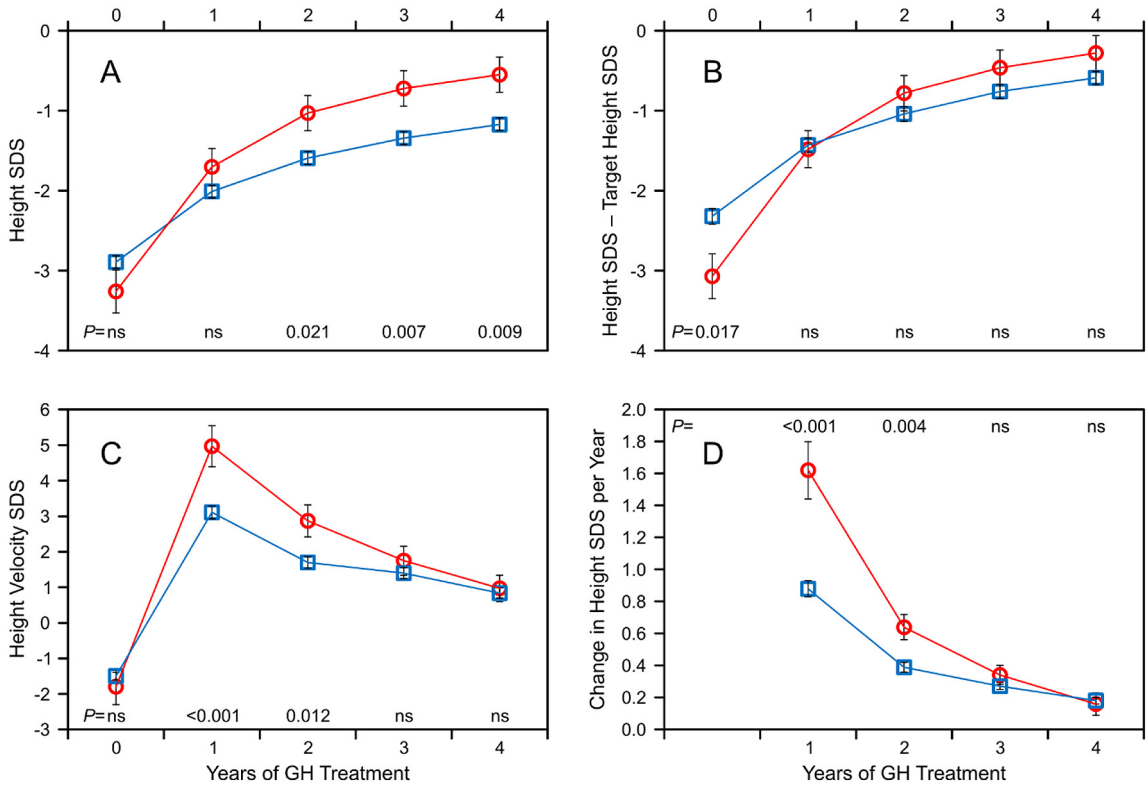 0 1 2 3 4
0 1 2 3 4
0
-1
-2
-3
-4
Height SDS
A
P= ns ns 0.021 0.007 0.009
0
-1
-2
-3
-4
Height SDS – Target Height SDS
B
P= 0.017 ns ns ns ns
6
5
4
3
2
1
0
-1
-2
-3
Height Velocity SDS
C
P= ns <0.001 0.012 ns ns
0 1 2 3 4
Years of GH Treatment
2.0
1.8
1.6
1.4
1.2
1.0
0.8
0.6
0.4
0.2
0.0
Change in Height SDS per Year
P= <0.001 0.004 ns ns
D
1 2 3 4
Years of GH Treatment